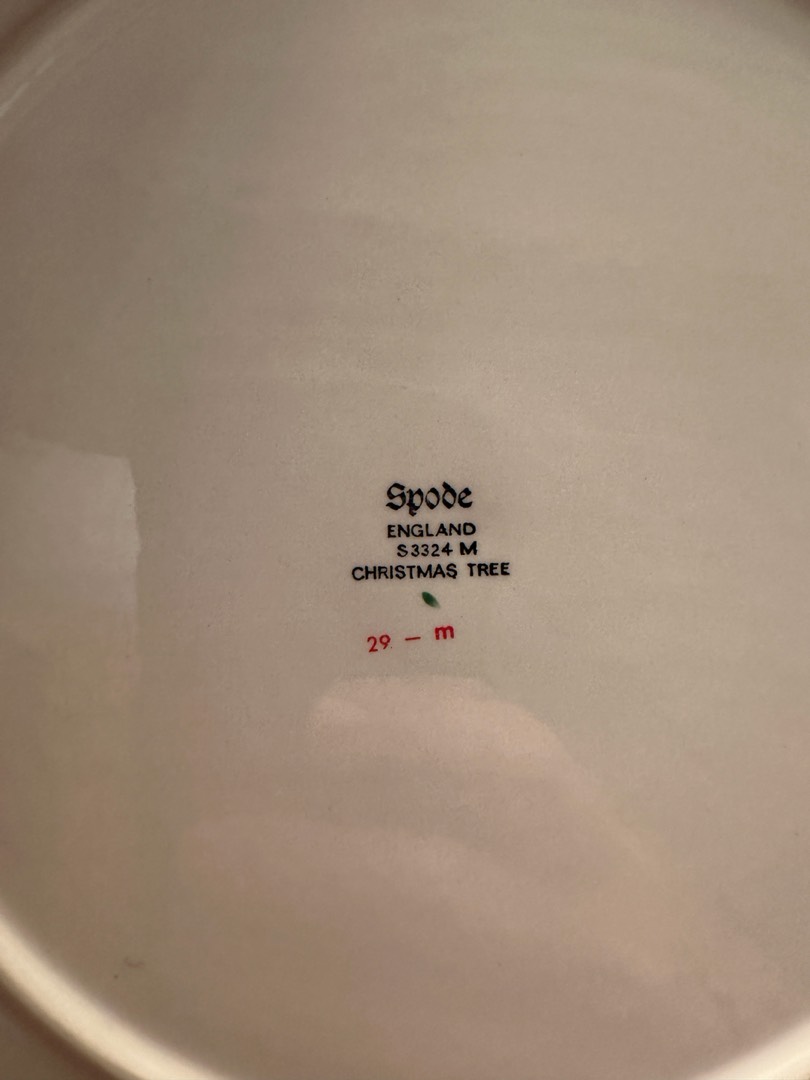 Spode
ENGLAND
S3324 M
CHRISTMAS TREE
29 – m